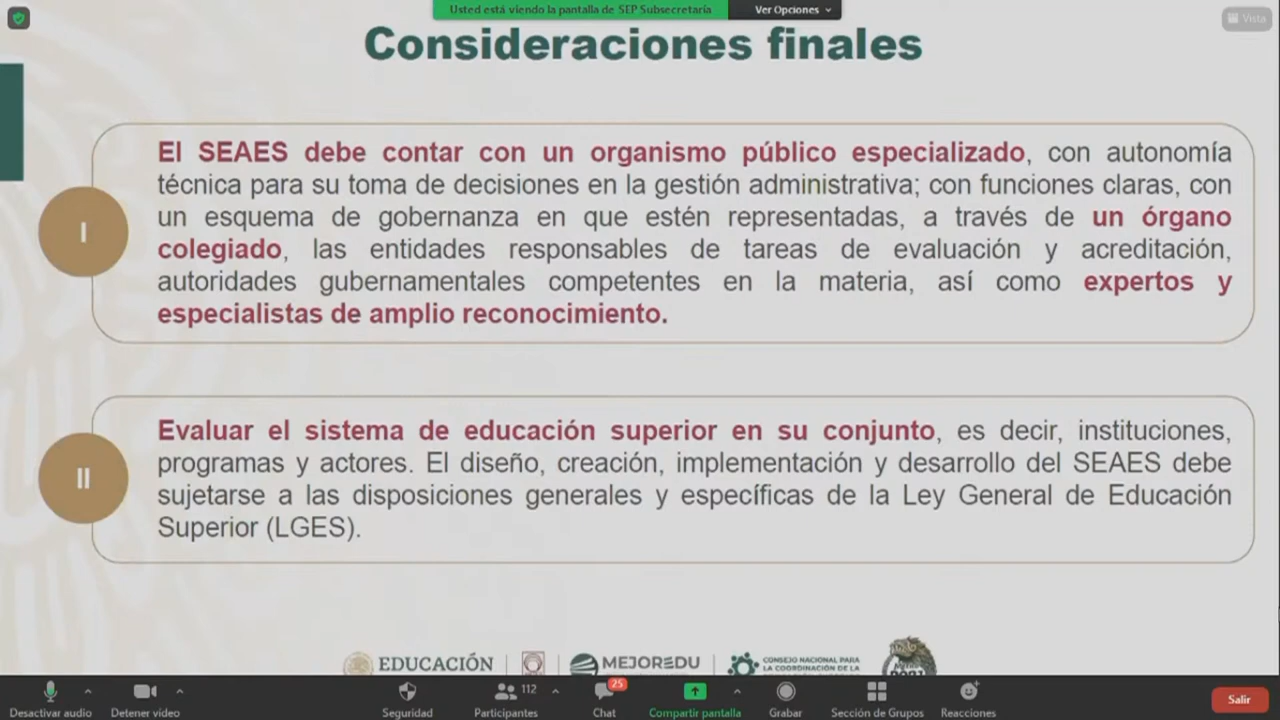 Usted está viendo la pantalla de SEP Subsecretaría
Ver Opciones
Vista
Consideraciones finales
I
El SEAES debe contar con un organismo público especializado, con autonomía
técnica para su toma de decisiones en la gestión administrativa; con funciones claras, con
un esquema de gobernanza en que estén representadas, a través de un órgano
colegiado, las entidades responsables de tareas de evaluación y acreditación,
autoridades gubernamentales competentes en la materia, así como expertos y
especialistas de amplio reconocimiento.
II
Evaluar el sistema de educación superior en su conjunto, es decir, instituciones,
programas y actores. El diseño, creación, implementación y desarrollo del SEAES debe
sujetarse a las disposiciones generales y específicas de la Ley General de Educación
Superior (LGES).
EDUCACIÓN
MEJOREDU
CONSEJO NACIONAL PARA
LA COORDINACIÓN DE LA
112
25
Desactivar audio
Detener video
Seguridad
Participantes
Chat
Compartir pantalla
Grabar
Sección de Grupos
Reacciones
Salir